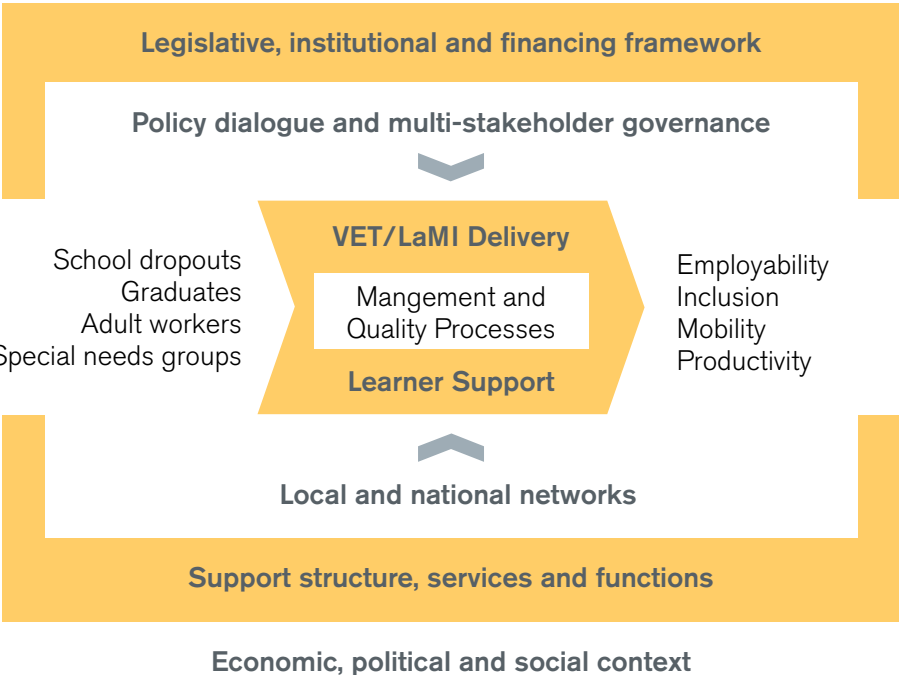 Legislative, institutional and financing framework
Policy dialogue and multi-stakeholder governance
School dropouts
Graduates
Adult workers
Special needs groups
VET/LaMI Delivery
Mangement and
Quality Processes
Learner Support
Employability
Inclusion
Mobility
Productivity
Local and national networks
Support structure, services and functions
Economic, political and social context